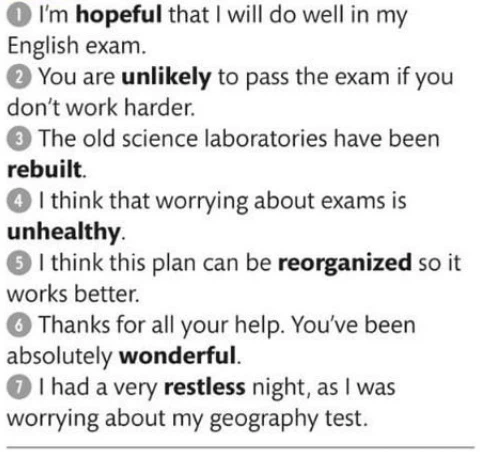 1 I'm hopeful that I will do well in my
English exam.
2 You are unlikely to pass the exam if you
don't work harder.
3 The old science laboratories have been
rebuilt.
4 I think that worrying about exams is
unhealthy.
5 I think this plan can be reorganized so it
works better.
6 Thanks for all your help. You've been
absolutely wonderful.
7 I had a very restless night, as I was
worrying about my geography test.